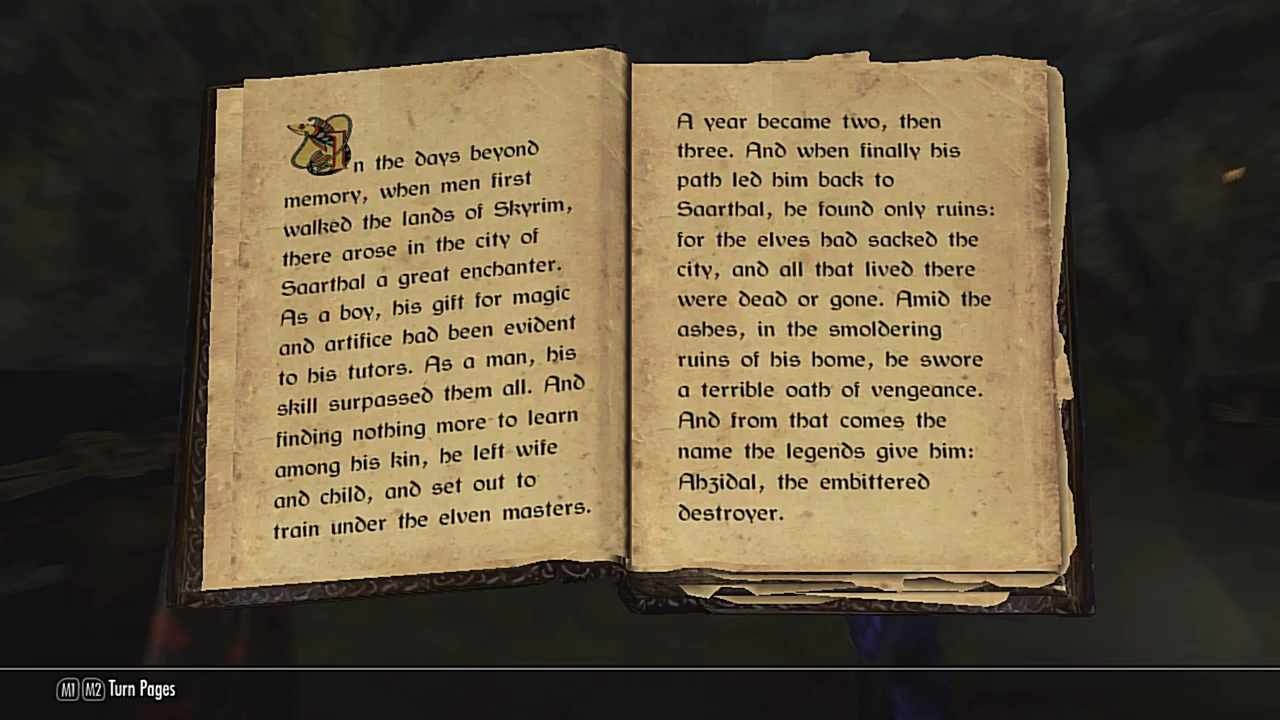 In the days beyond
memory, when men first
walked the lands of Skyrim,
there arose in the city of
Saarthal a great enchanter.
As a boy, his gift for magic
and artifice had been evident
to his tutors. As a man, his
skill surpassed them all. And
finding nothing more to learn
among his kin, he left wife
and child, and set out to
train under the elven masters.
A year became two, then
three. And when finally his
path led him back to
Saarthal, he found only ruins:
for the elves had sacked the
city, and all that lived there
were dead or gone. Amid the
ashes, in the smoldering
ruins of his home, he swore
a terrible oath of vengeance.
And from that comes the
name the legends give him:
Ahzidal, the embittered
destroyer.
M1 M2 Turn Pages